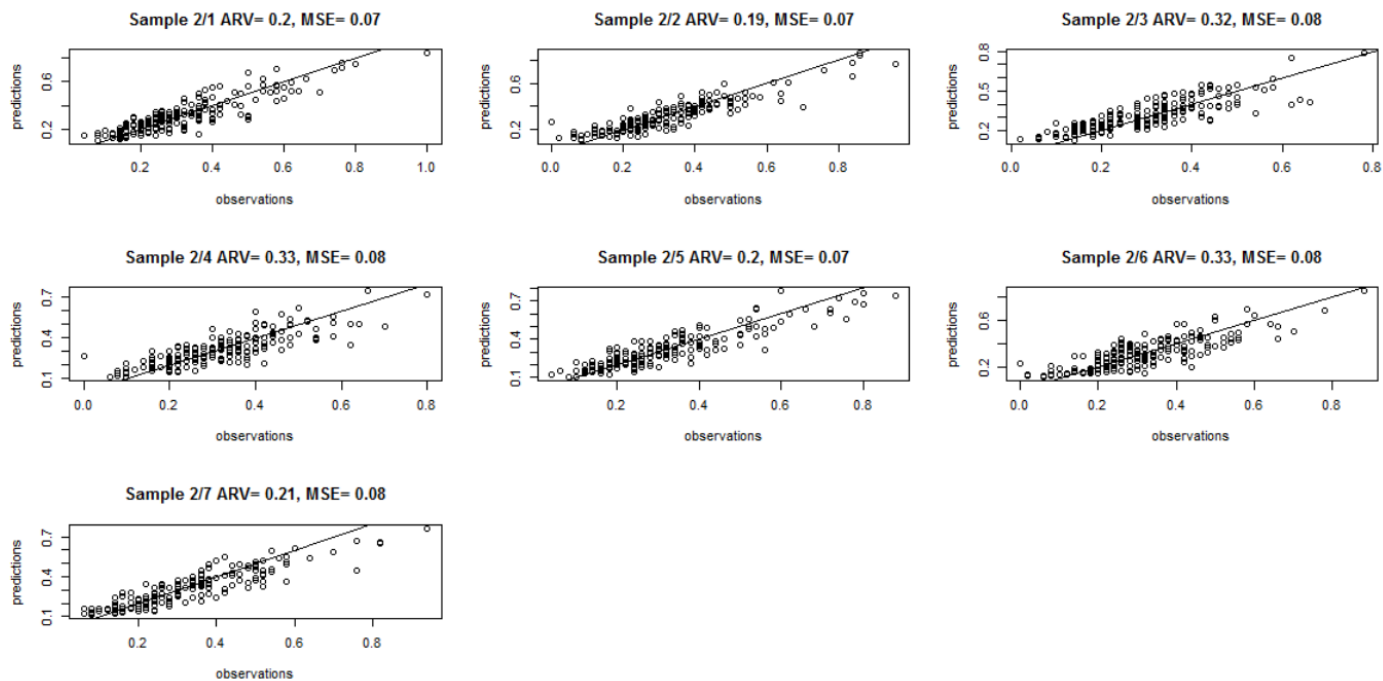 Sample 2/1 ARV= 0.2, MSE= 0.07
predictions
0.2 0.6
0.2 0.4 0.6 0.8 1.0
observations
Sample 2/2 ARV= 0.19, MSE= 0.07
predictions
0.2 0.6
0.0 0.2 0.4 0.6 0.8
observations
Sample 2/3 ARV= 0.32, MSE= 0.08
predictions
0.2 0.5 0.8
0.0 0.2 0.4 0.6 0.8
observations
Sample 2/4 ARV= 0.33, MSE= 0.08
predictions
0.1 0.4 0.7
0.0 0.2 0.4 0.6 0.8
observations
Sample 2/5 ARV= 0.2, MSE= 0.07
predictions
0.1 0.4 0.7
0.2 0.4 0.6 0.8
observations
Sample 2/6 ARV= 0.33, MSE= 0.08
predictions
0.2 0.6
0.0 0.2 0.4 0.6 0.8
observations
Sample 2/7 ARV= 0.21, MSE= 0.08
predictions
0.1 0.4 0.7
0.2 0.4 0.6 0.8
observations